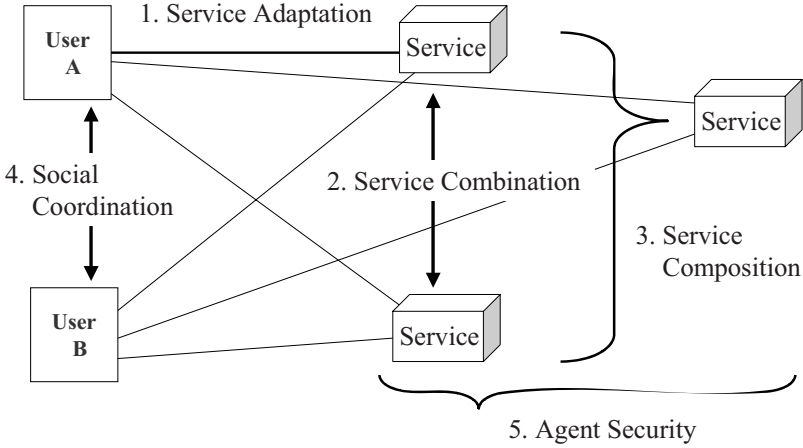 1. Service Adaptation
User
A
Service
Service
4. Social
Coordination
2. Service Combination
3. Service
Composition
User
B
Service
5. Agent Security